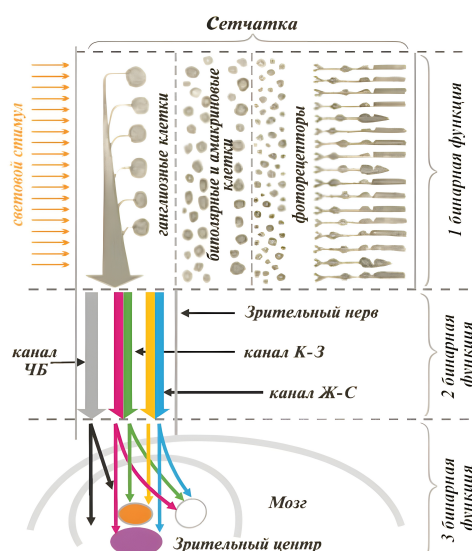 Сетчатка
световой стимул
ганглиозные клетки
биполярные и амакриновые
клетки
фоторецепторы
1 бинарная функция
Зрительный нерв
канал
ЧБ
канал К-З
канал Ж-С
2 бинарная
функция
Мозг
Зрительный центр
3 бинарная
функция